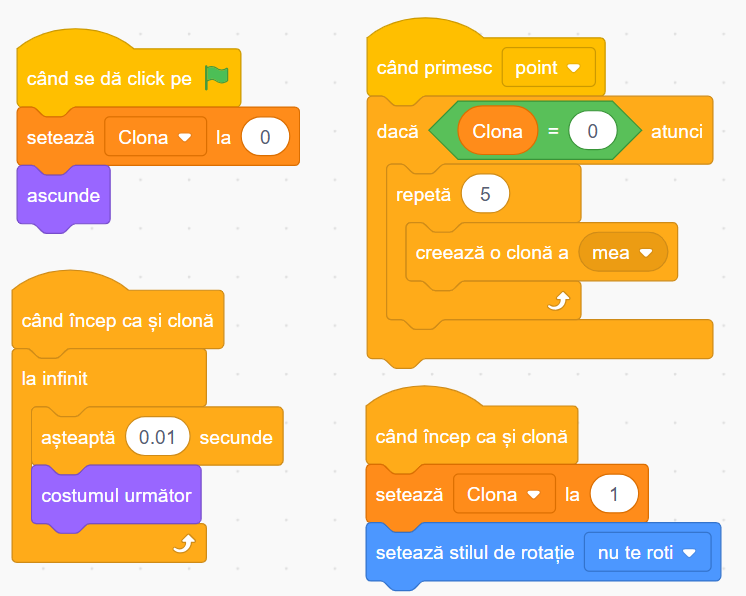 când se dă click pe
setează Clona la 0
ascunde
când încep ca și clonă
la infinit
așteaptă 0.01 secunde
costumul următor
când primesc point
dacă Clona = 0 atunci
repetă 5
creează o clonă a mea
când încep ca și clonă
setează Clona la 1
setează stilul de rotație nu te roti